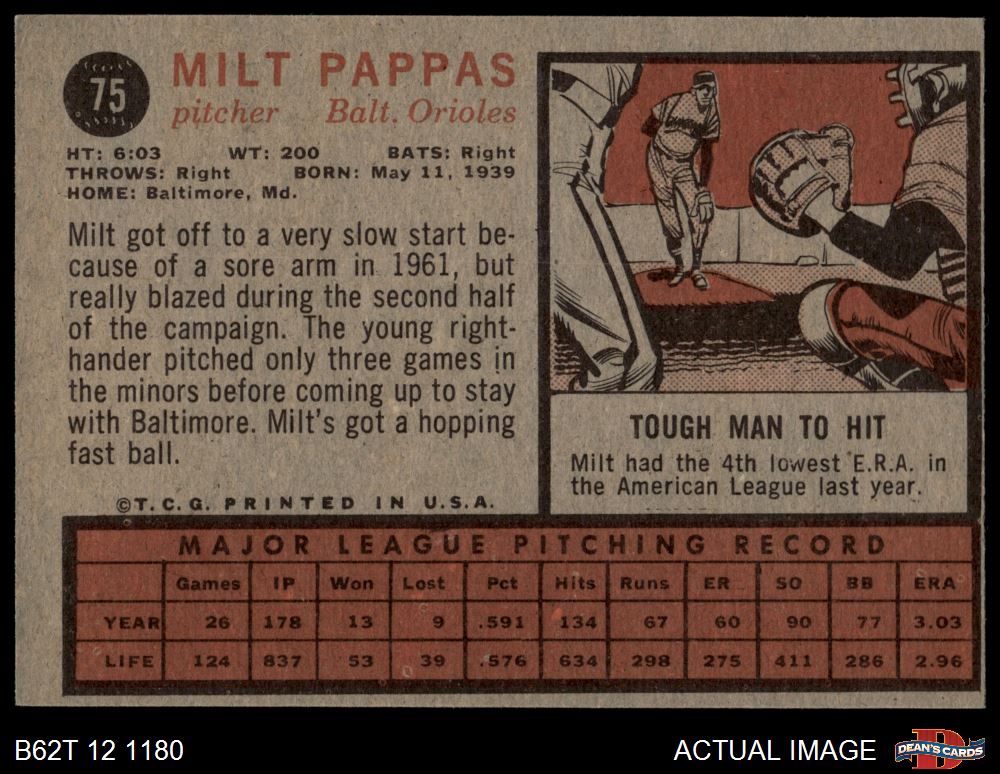 75
MILT PAPPAS
pitcher Balt. Orioles
HT: 6:03 WT: 200 BATS: Right
THROWS: Right BORN: May 11, 1939
HOME: Baltimore, Md.
Milt got off to a very slow start be-
cause of a sore arm in 1961, but
really blazed during the second half
of the campaign. The young right-
hander pitched only three games in
the minors before coming up to stay
with Baltimore. Milt's got a hopping
fast ball.
©T.C.G. PRINTED IN U.S.A.
TOUGH MAN TO HIT
Milt had the 4th lowest E.R.A. in
the American League last year.
MAJOR LEAGUE PITCHING RECORD
Games IP Won Lost Pct Hits Runs ER SO BB ERA
YEAR 26 178 13 9 .591 134 67 60 90 77 3.03
LIFE 124 837 53 39 .576 634 298 275 411 286 2.96
B62T 12 1180
ACTUAL IMAGE
D
DEAN'S CARDS